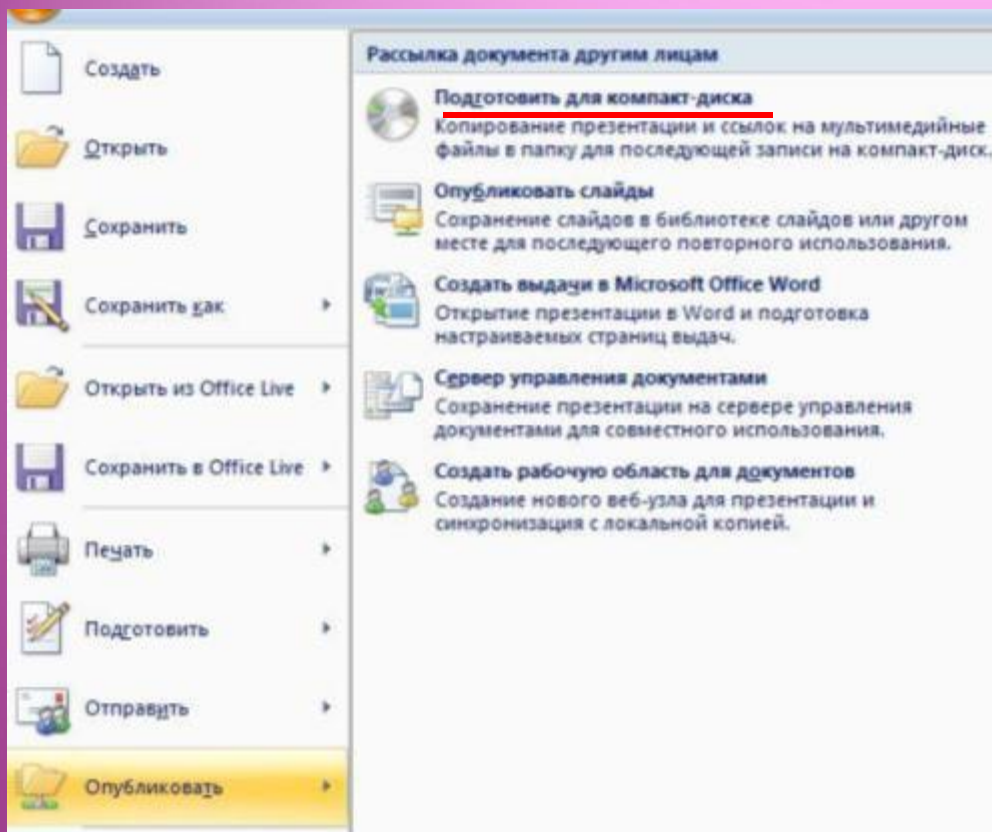 Создать
Открыть
Сохранить
Сохранить как
Открыть из Office Live
Сохранить в Office Live
Печать
Подготовить
Отправить
Опубликовать
Рассылка документа другим лицам
Подготовить для компакт-диска
Копирование презентации и ссылок на мультимедийные
файлы в папку для последующей записи на компакт-диск.
Опубликовать слайды
Сохранение слайдов в библиотеке слайдов или другом
месте для последующего повторного использования.
Создать выдачи в Microsoft Office Word
Открытие презентации в Word и подготовка
настраиваемых страниц выдач.
Сервер управления документами
Сохранение презентации на сервере управления
документами для совместного использования.
Создать рабочую область для документов
Создание нового веб-узла для презентации и
синхронизация с локальной копией.